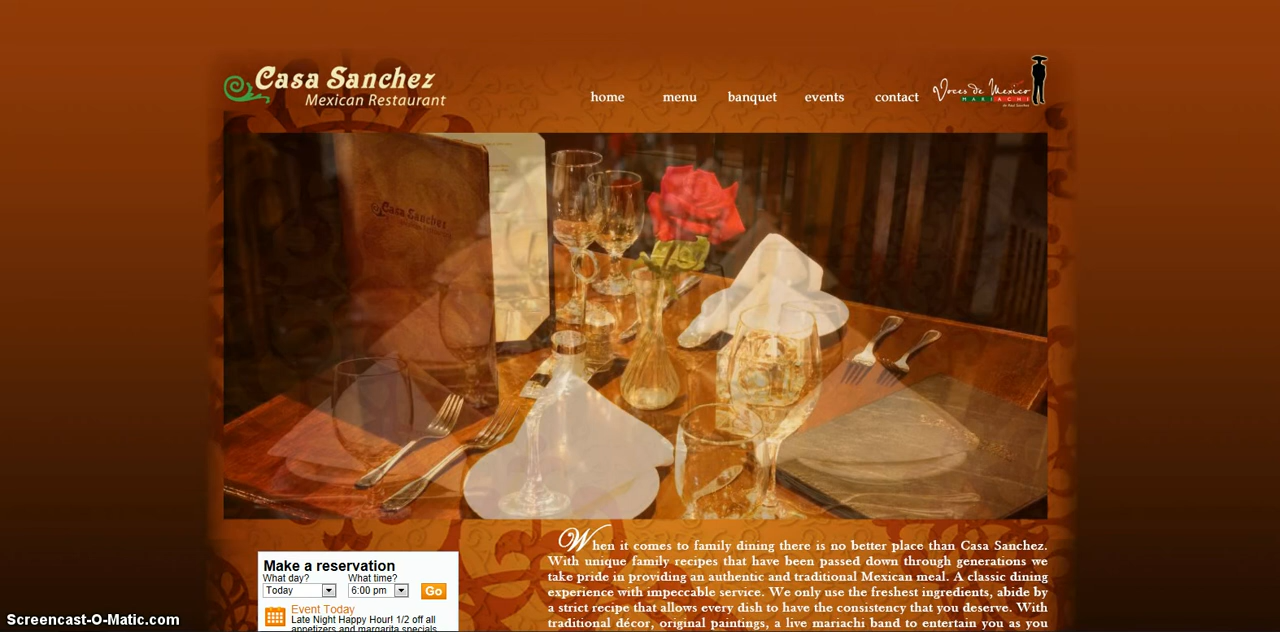 Casa Sanchez
Mexican Restaurant
home menu banquet events contact
Voces de Mexico
MARIACHI
Casa Sanchez
When it comes to family dining there is no better place than Casa Sanchez.
With unique family recipes that have been passed down through generations we
take pride in providing an authentic and traditional Mexican meal. A classic dining
experience with impeccable service. We only use the freshest ingredients, abide by
a strict recipe that allows every dish to have the consistency that you deserve. With
traditional décor, original paintings, a live mariachi band to entertain you as you
Make a reservation
What day? What time?
Today 6:00 pm Go
Event Today
Late Night Happy Hour! 1/2 off all
appetizers and margarita specials
Screencast-O-Matic.com